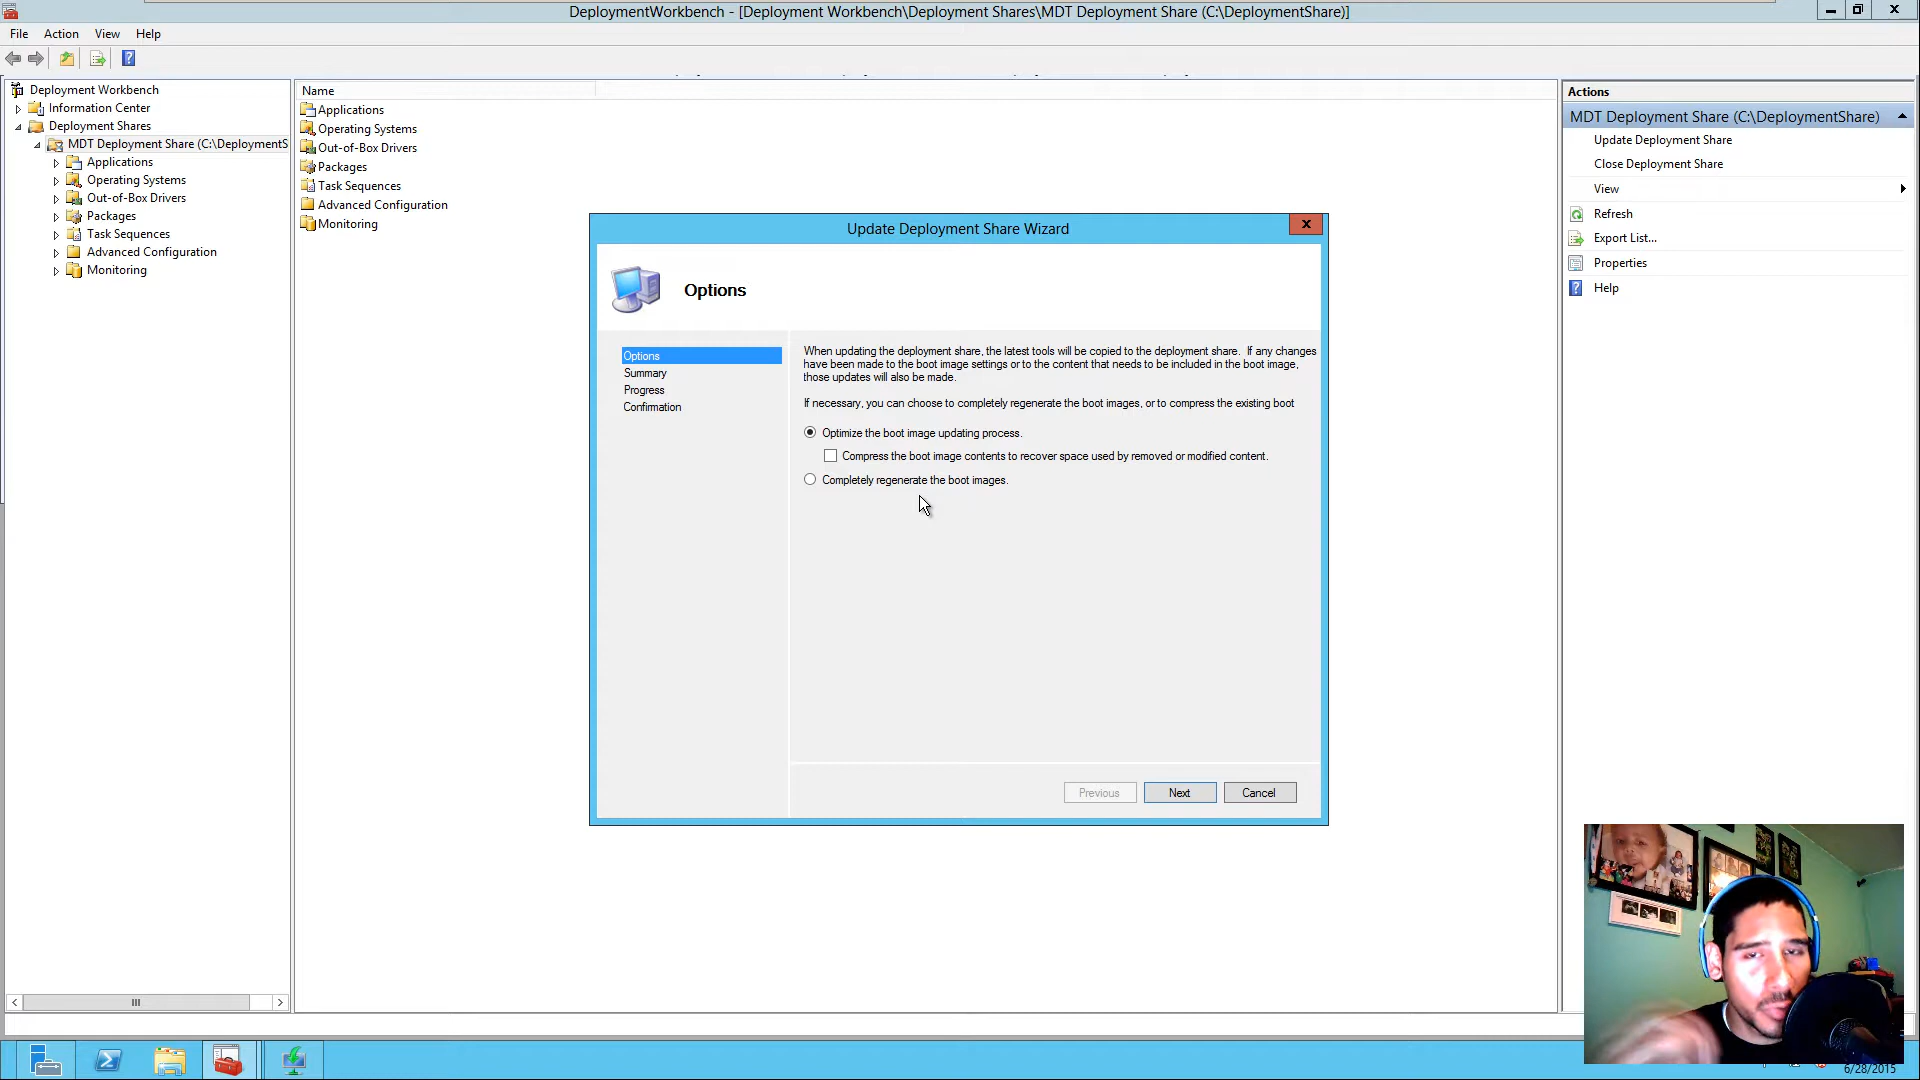 DeploymentWorkbench - [Deployment Workbench\Deployment Shares\MDT Deployment Share (C:\DeploymentShare)]
File Action View Help
Deployment Workbench
Information Center
Deployment Shares
MDT Deployment Share (C:\DeploymentS
Applications
Operating Systems
Out-of-Box Drivers
Packages
Task Sequences
Advanced Configuration
Monitoring
Name
Applications
Operating Systems
Out-of-Box Drivers
Packages
Task Sequences
Advanced Configuration
Monitoring
Update Deployment Share Wizard
Options
Options
Summary
Progress
Confirmation
When updating the deployment share, the latest tools will be copied to the deployment share. If any changes
have been made to the boot image settings or to the content that needs to be included in the boot image,
those updates will also be made.
If necessary, you can choose to completely regenerate the boot images, or to compress the existing boot
Optimize the boot image updating process.
Compress the boot image contents to recover space used by removed or modified content.
Completely regenerate the boot images.
Previous Next Cancel
Actions
MDT Deployment Share (C:\DeploymentShare)
Update Deployment Share
Close Deployment Share
View
Refresh
Export List...
Properties
Help
6/28/2015